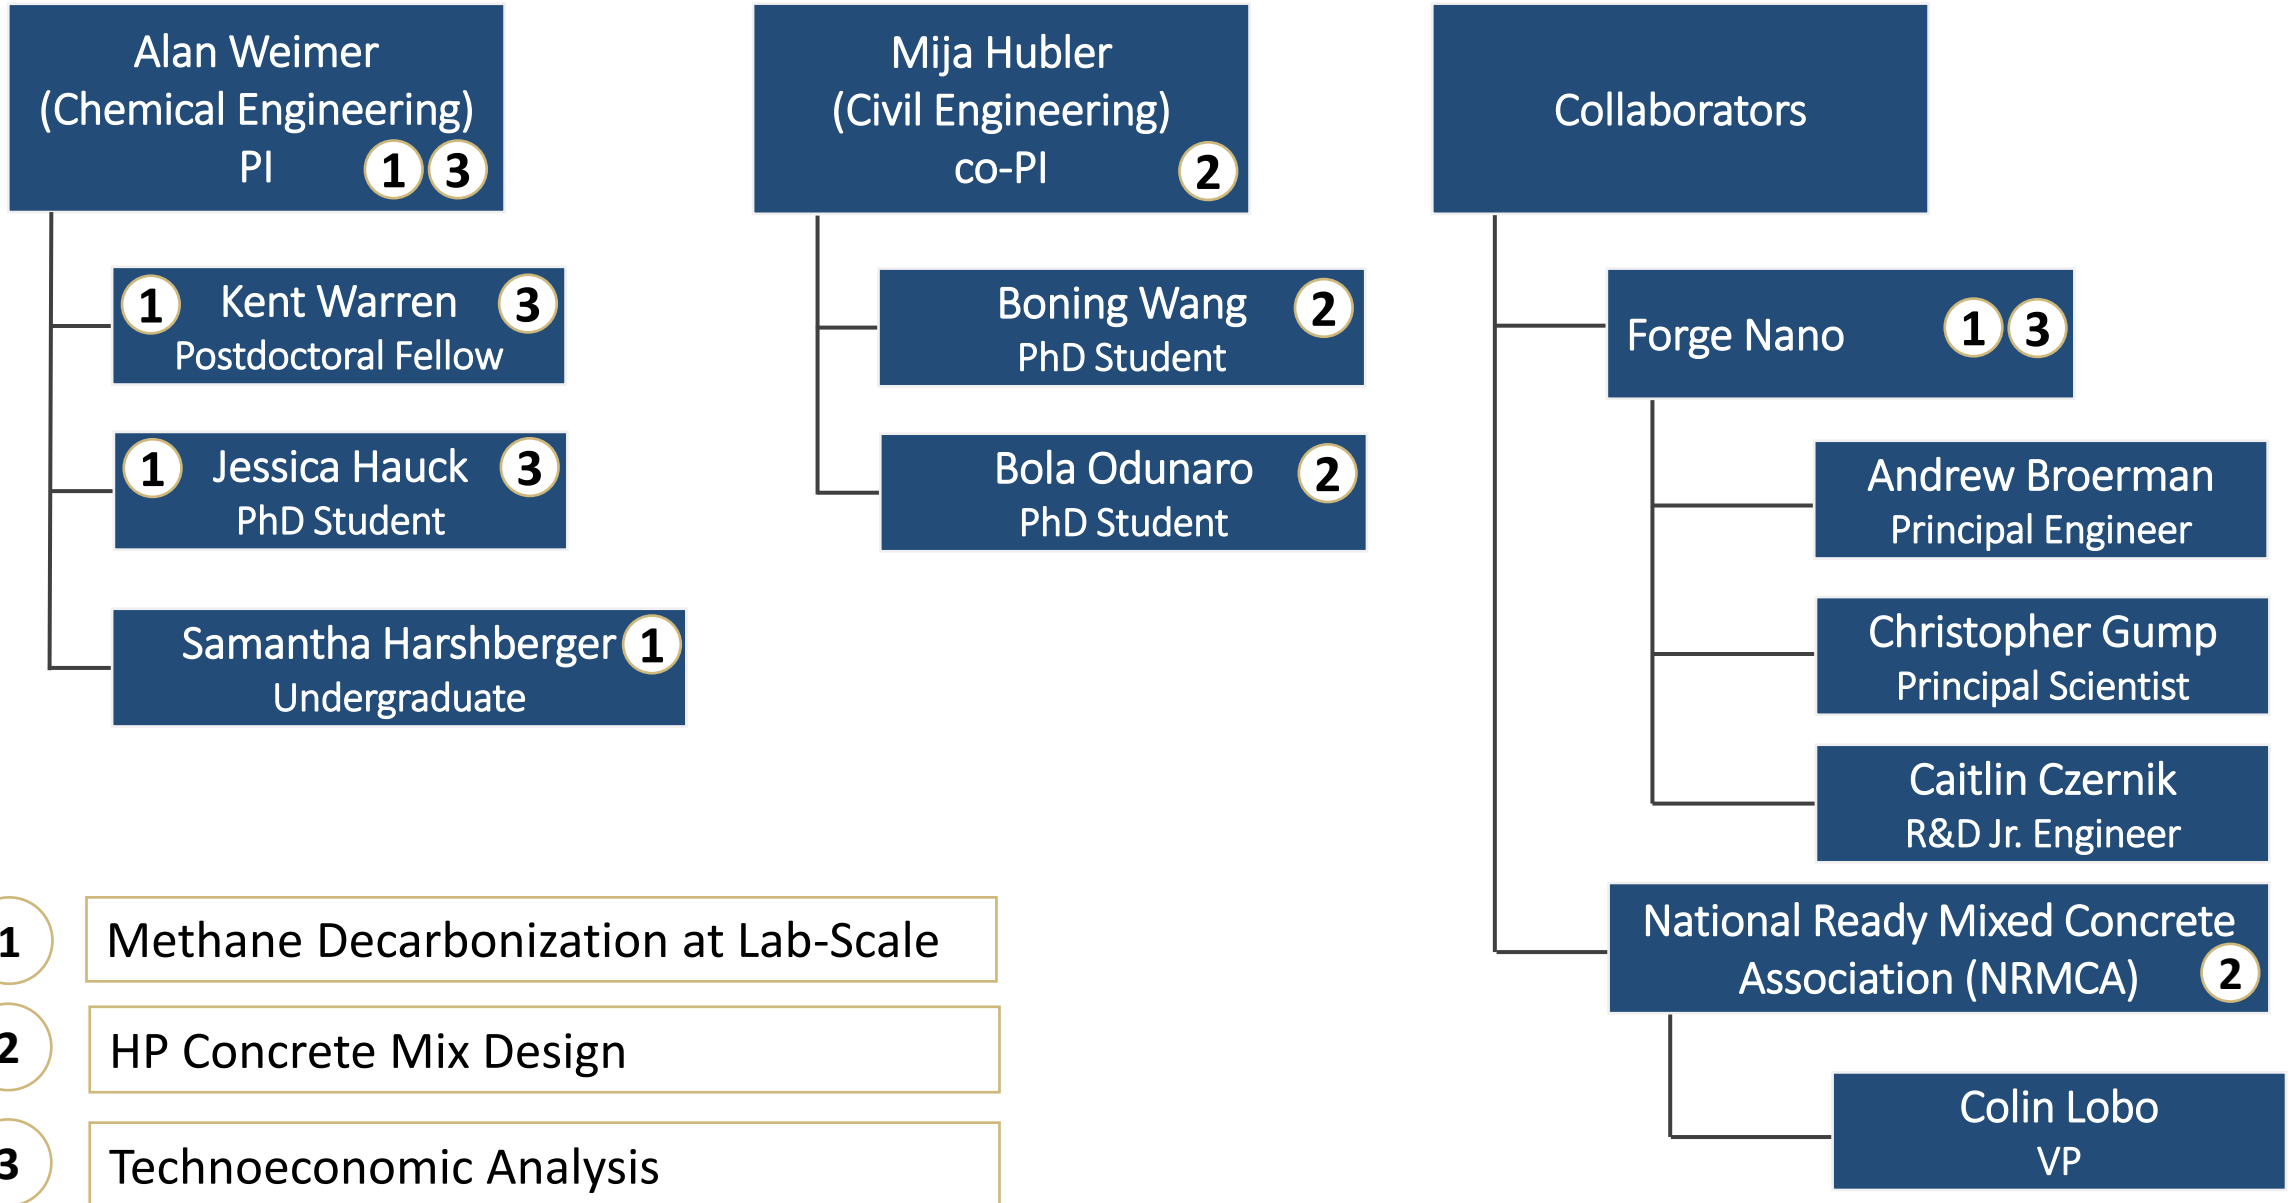 Alan Weimer
(Chemical Engineering)
PI
1 3
1 Kent Warren 3
Postdoctoral Fellow
1 Jessica Hauck 3
PhD Student
Samantha Harshberger 1
Undergraduate
Mija Hubler
(Civil Engineering)
co-PI 2
Boning Wang 2
PhD Student
Bola Odunaro 2
PhD Student
Collaborators
Forge Nano 1 3
Andrew Broerman
Principal Engineer
Christopher Gump
Principal Scientist
Caitlin Czernik
R&D Jr. Engineer
National Ready Mixed Concrete
Association (NRMCA) 2
Colin Lobo
VP
1 Methane Decarbonization at Lab-Scale
2 HP Concrete Mix Design
3 Technoeconomic Analysis